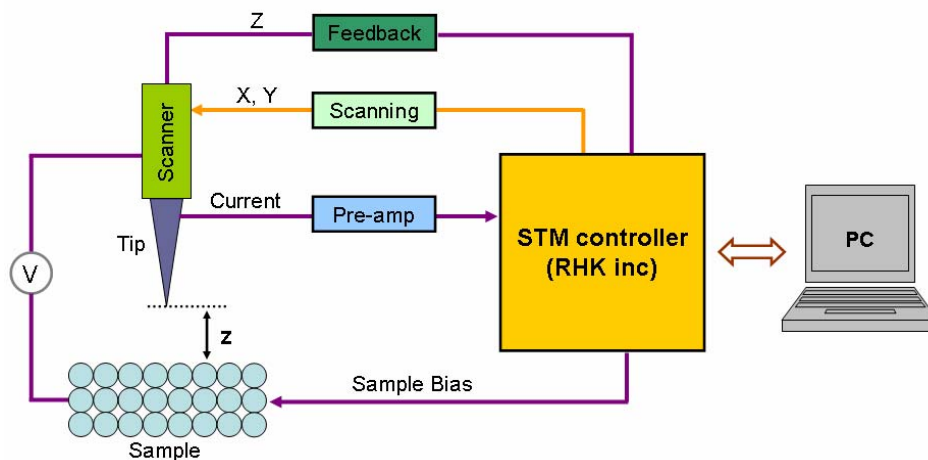 Z
Feedback
X, Y
Scanning
Scanner
Current
Pre-amp
STM controller
(RHK inc)
PC
Tip
V
z
Sample Bias
Sample